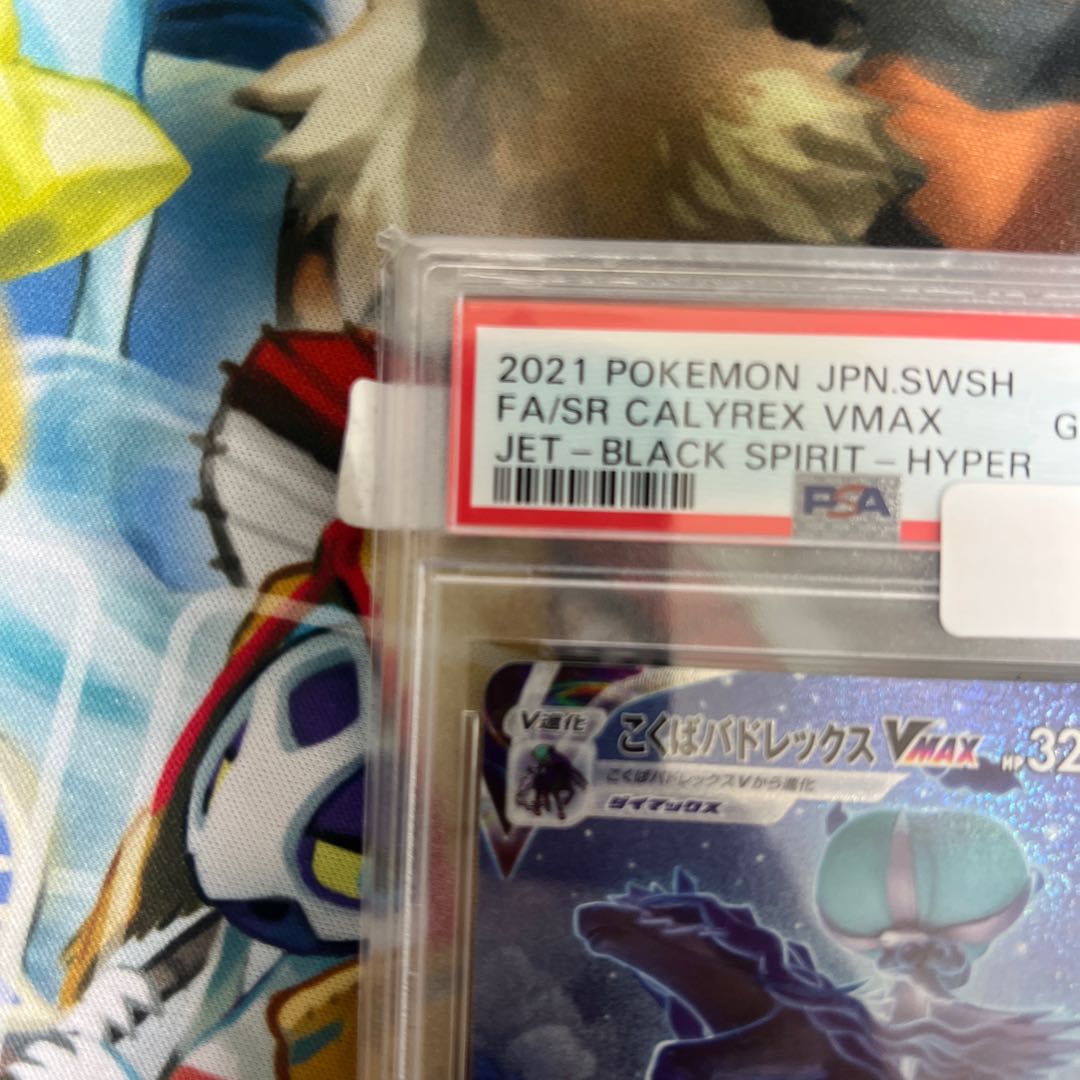 2021 POKEMON JPN.SWSH
FA/SR CALYREX VMAX
G
JET-BLACK SPIRIT-HYPER
PSA
V進化
こくばバドレックス VMAX HP 32
こくばバドレックスVから進化
ダイマックス